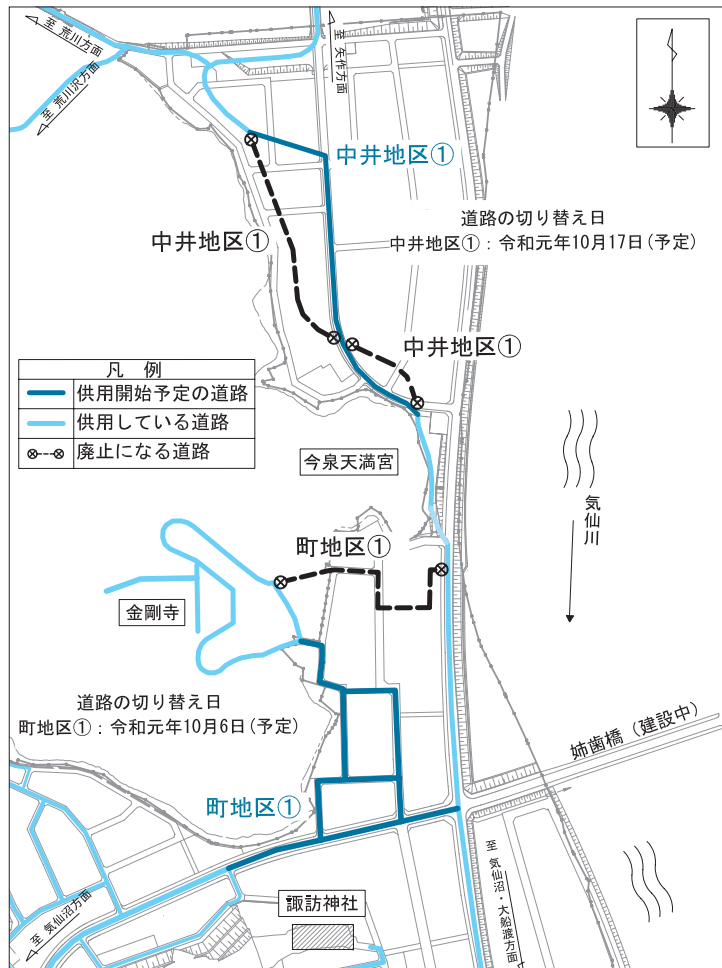 至 荒川方面
至 矢作方面
至 荒川沢方面
中井地区①
道路の切り替え日
中井地区①：令和元年10月17日(予定)
中井地区①
中井地区①
凡 例
供用開始予定の道路
供用している道路
廃止になる道路
今泉天満宮
気仙川
町地区①
金剛寺
道路の切り替え日
町地区①：令和元年10月6日(予定)
姉歯橋（建設中）
町地区①
至 気仙沼・大船渡方面
至 気仙沼方面
諏訪神社